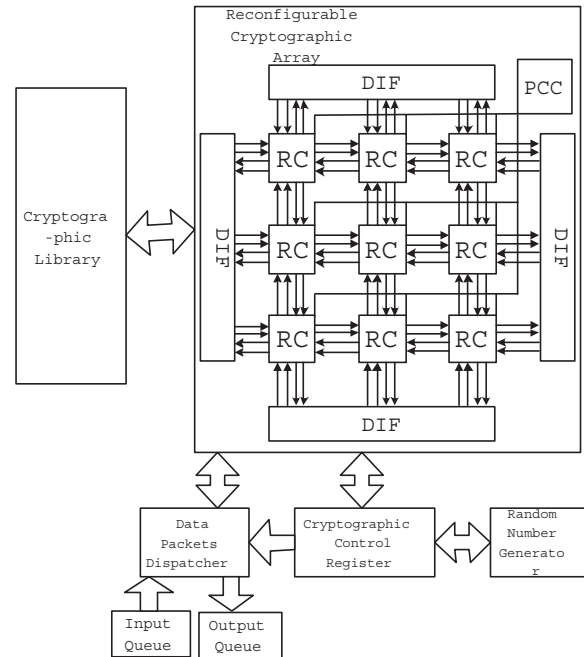 Reconfigurable
Cryptographic
Array
DIF
PCC
RC RC RC
Cryptogra
-phic
Library
DIF
RC RC RC
DIF
RC RC RC
DIF
Data
Packets
Dispatcher
Cryptographic
Control
Register
Random
Number
Generato
r
Input
Queue
Output
Queue